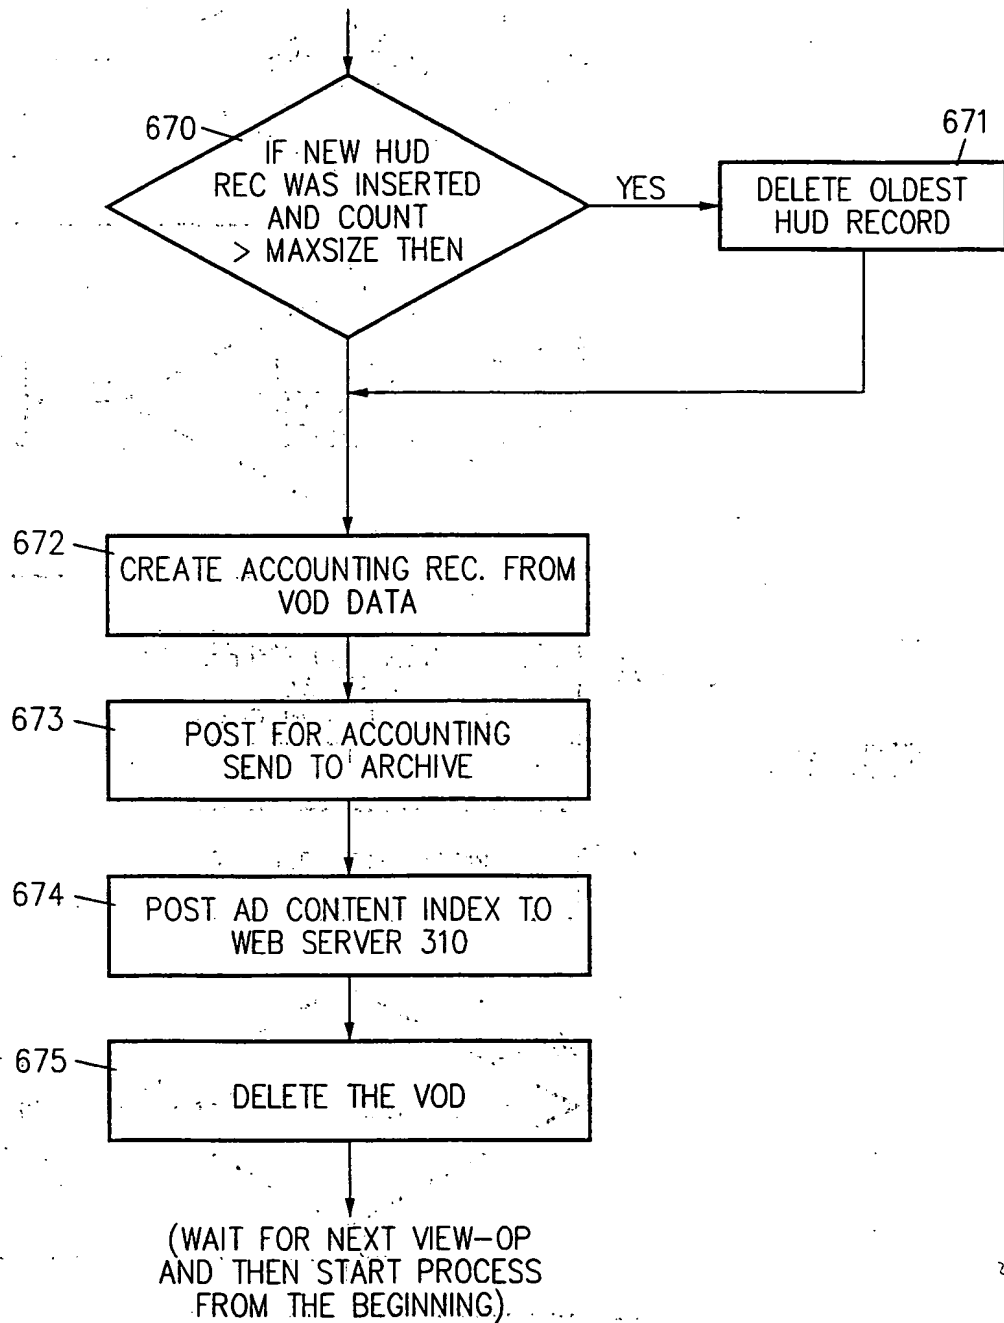 670
IF NEW HUD
REC WAS INSERTED
AND COUNT
> MAXSIZE THEN
YES
671
DELETE OLDEST
HUD RECORD
672
CREATE ACCOUNTING REC. FROM
VOD DATA
673
POST FOR ACCOUNTING
SEND TO ARCHIVE
674
POST AD CONTENT INDEX TO
WEB SERVER 310
675
DELETE THE VOD
(WAIT FOR NEXT VIEW-OP
AND THEN START PROCESS
FROM THE BEGINNING).